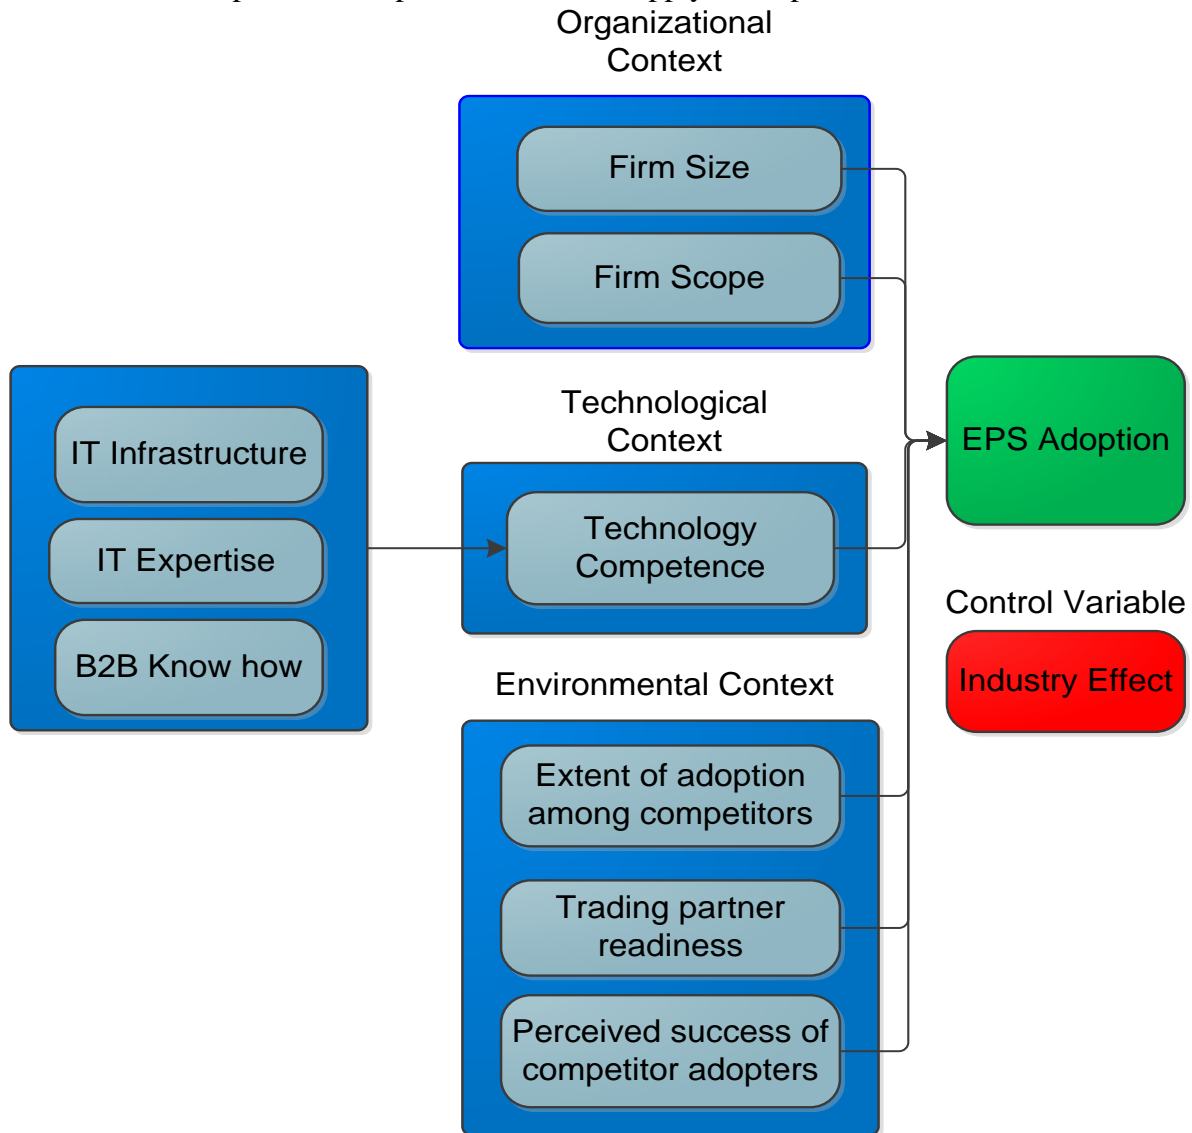 Organizational
Context
Firm Size
Firm Scope
IT Infrastructure
IT Expertise
B2B Know how
Technological
Context
Technology
Competence
EPS Adoption
Control Variable
Industry Effect
Environmental Context
Extent of adoption
among competitors
Trading partner
readiness
Perceived success of
competitor adopters